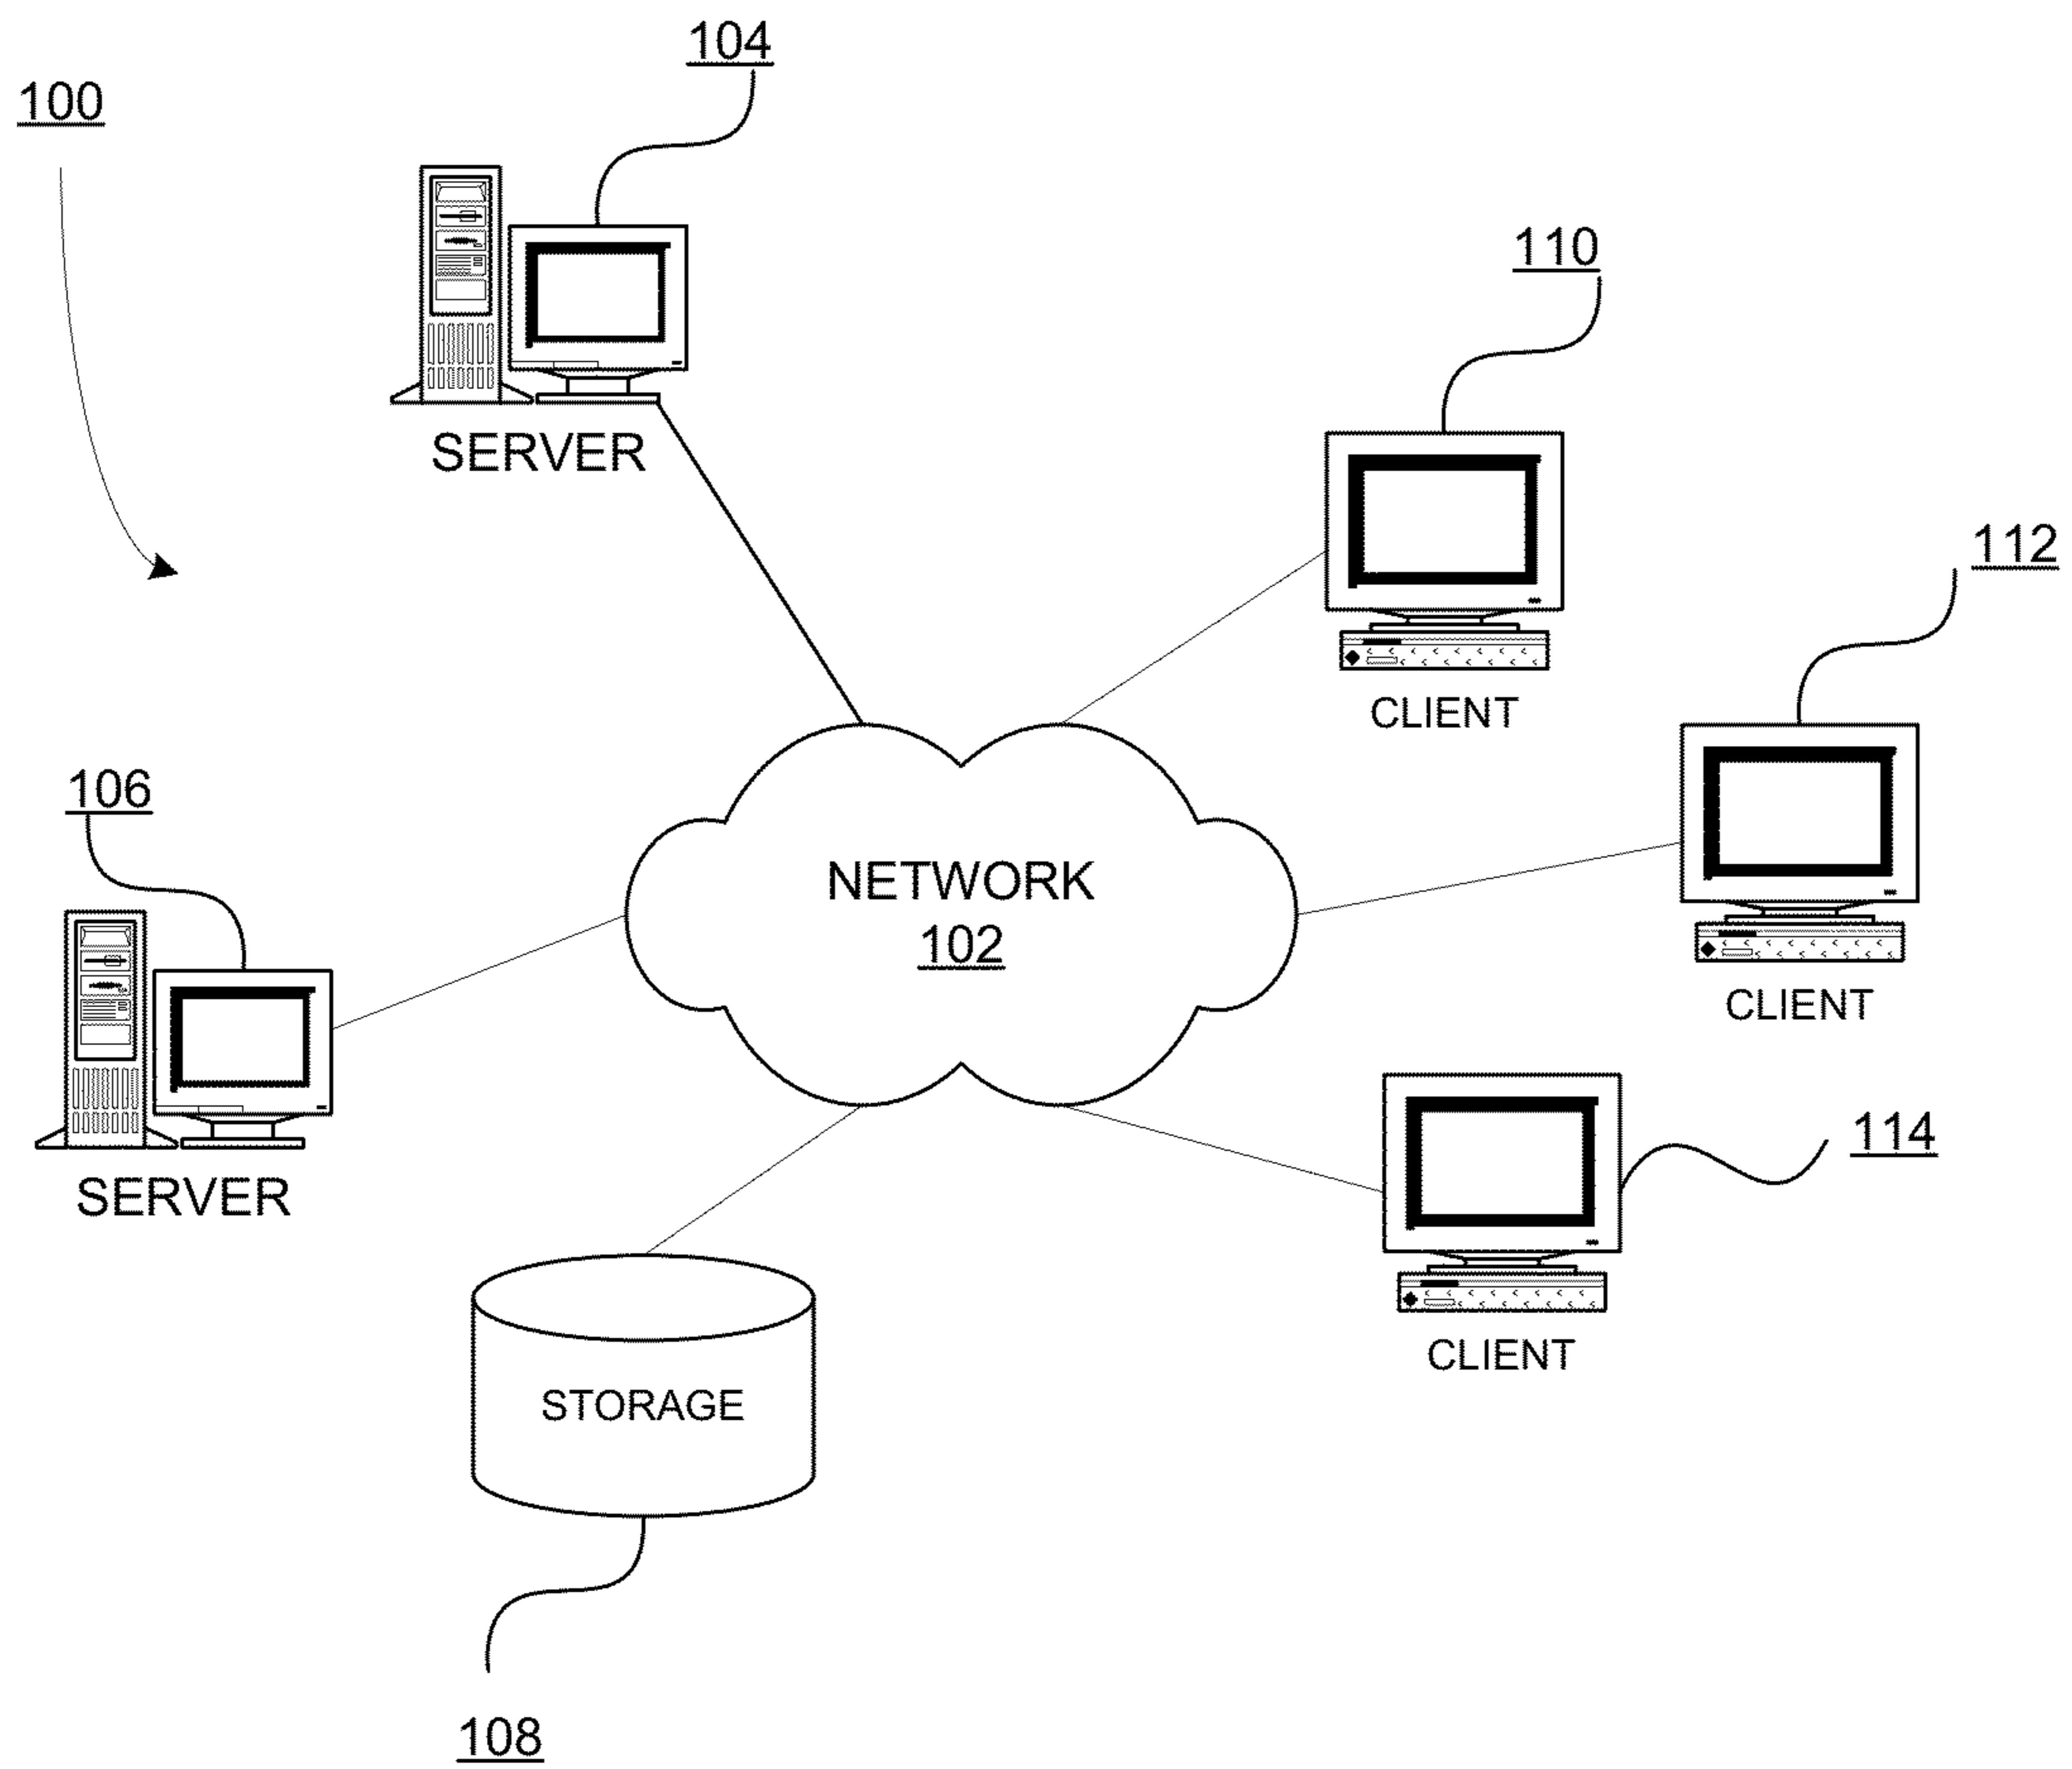 104
100
110
SERVER
112
CLIENT
106
NETWORK
102
CLIENT
114
SERVER
CLIENT
STORAGE
108